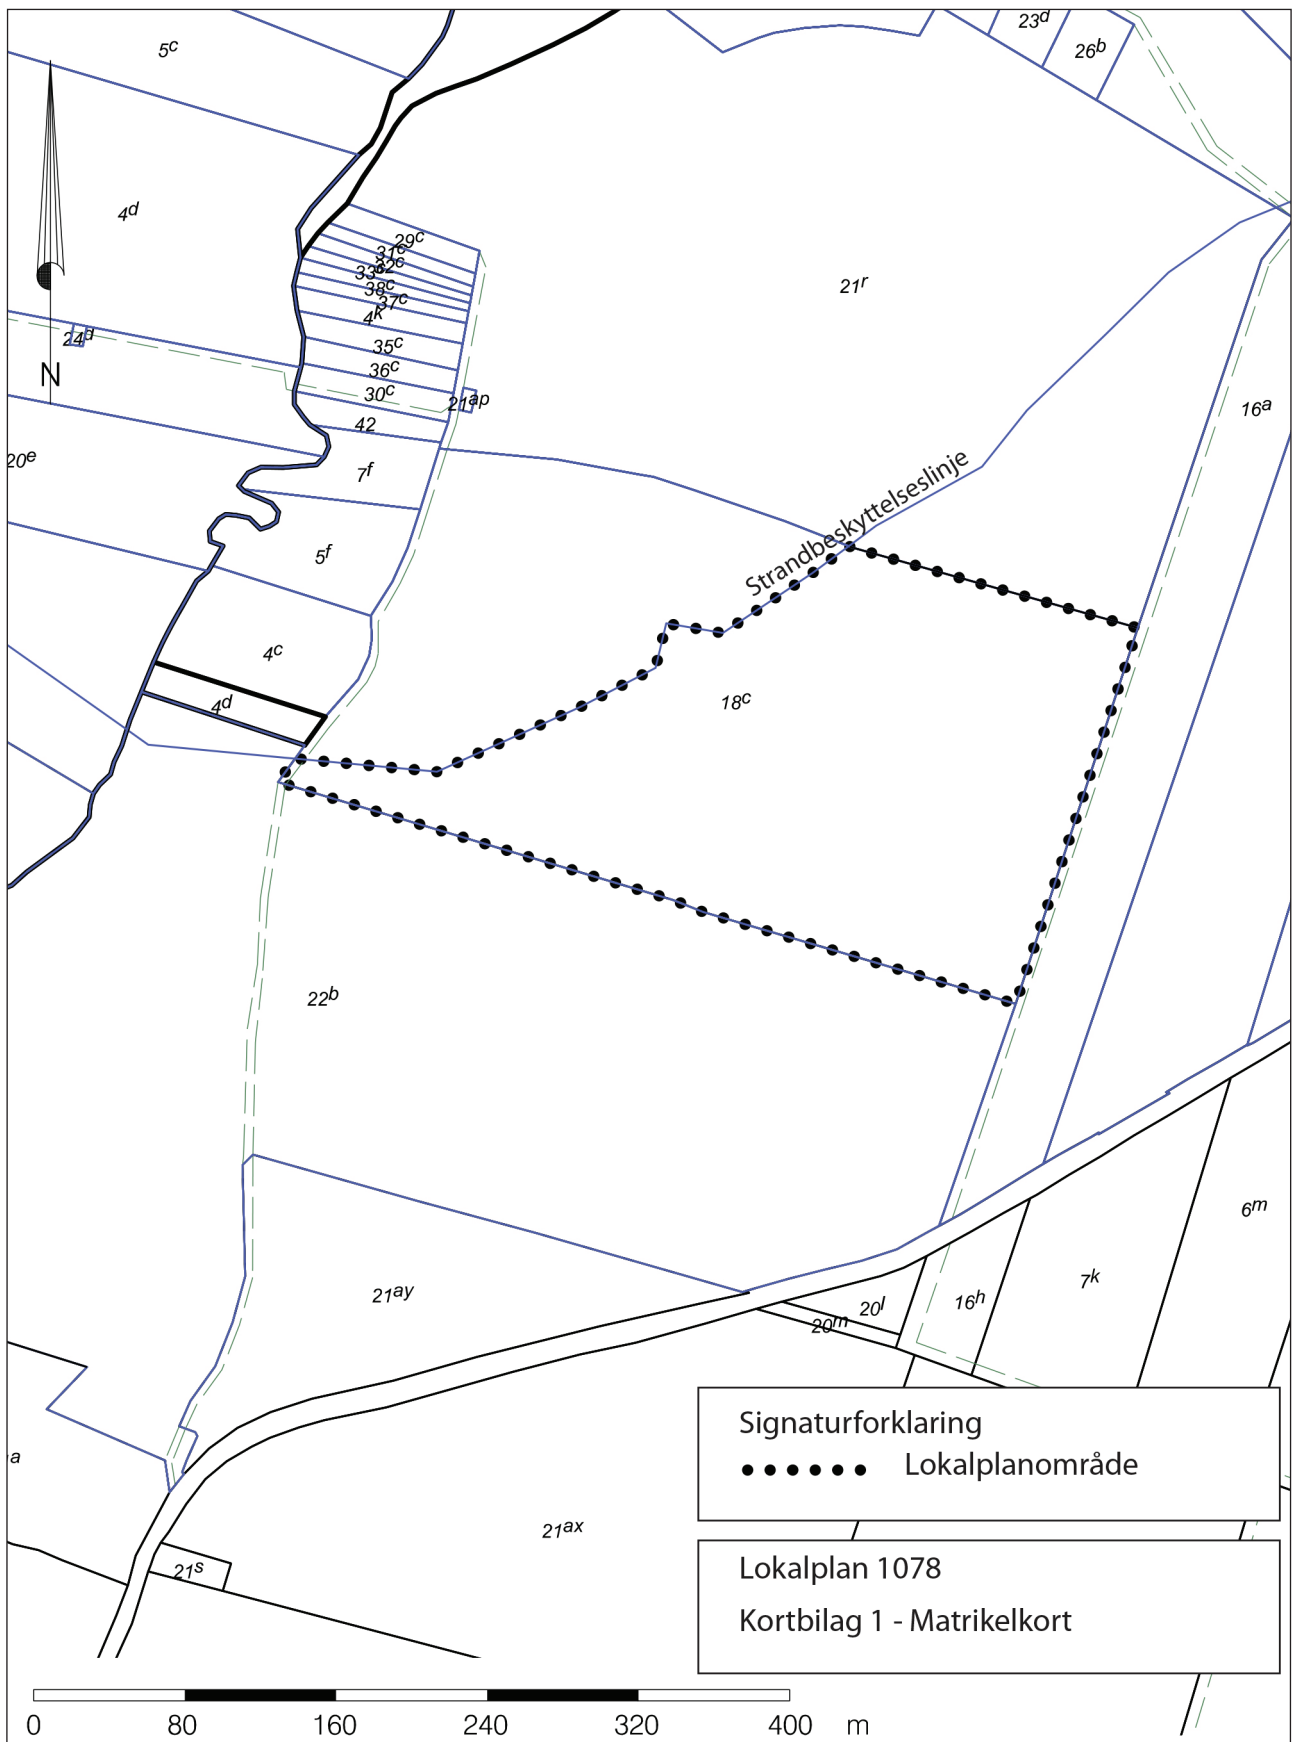 5c
23d
26b
4d
29c
31c
32c
33c
38c
37c
4k
21r
24d
35c
36c
30c
21ap
42
16a
N
20e
7f
Strandbeskyttelseslinje
5f
4c
18c
4d
22b
6m
7k
21ay
16h
20l
20m
Signaturforklaring
Lokalplanområde
a
21ax
21s
Lokalplan 1078
Kortbilag 1 - Matrikelkort
0 80 160 240 320 400 m